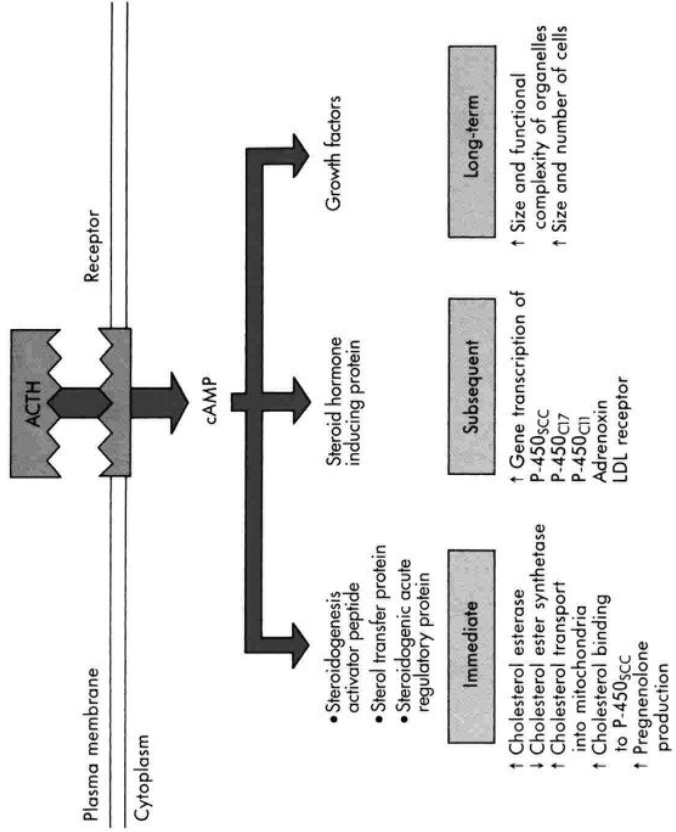 Plasma membrane
Cytoplasm
ACTH
Receptor
cAMP
• Steroidogenesis
activator peptide
• Sterol transfer protein
• Steroidogenic acute
regulatory protein
Steroid hormone
inducing protein
Growth factors
Immediate
↑ Cholesterol esterase
↓ Cholesterol ester synthetase
↑ Cholesterol transport
into mitochondria
↑ Cholesterol binding
to P-450SCC
↑ Pregnenolone
production
Subsequent
↑ Gene transcription of
P-450SCC
P-450C17
P-450C11
Adrenoxin
LDL receptor
Long-term
↑ Size and functional
complexity of organelles
↑ Size and number of cells